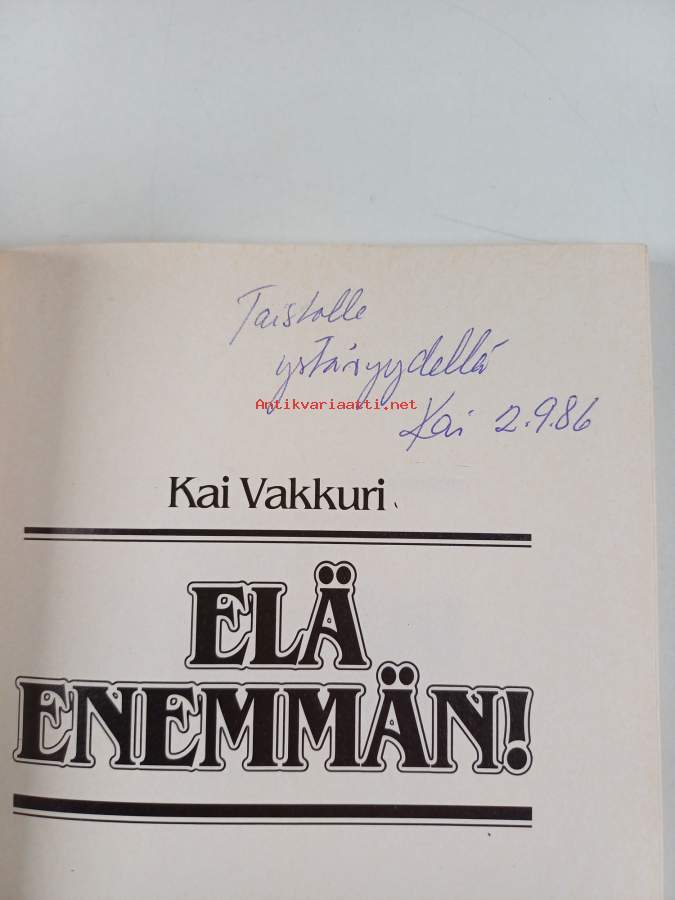 Taistolle
ystävyydellä
Antikvariaatti.net
Kai 2.9.86
Kai Vakkuri
ELÄ
ENEMMÄN!